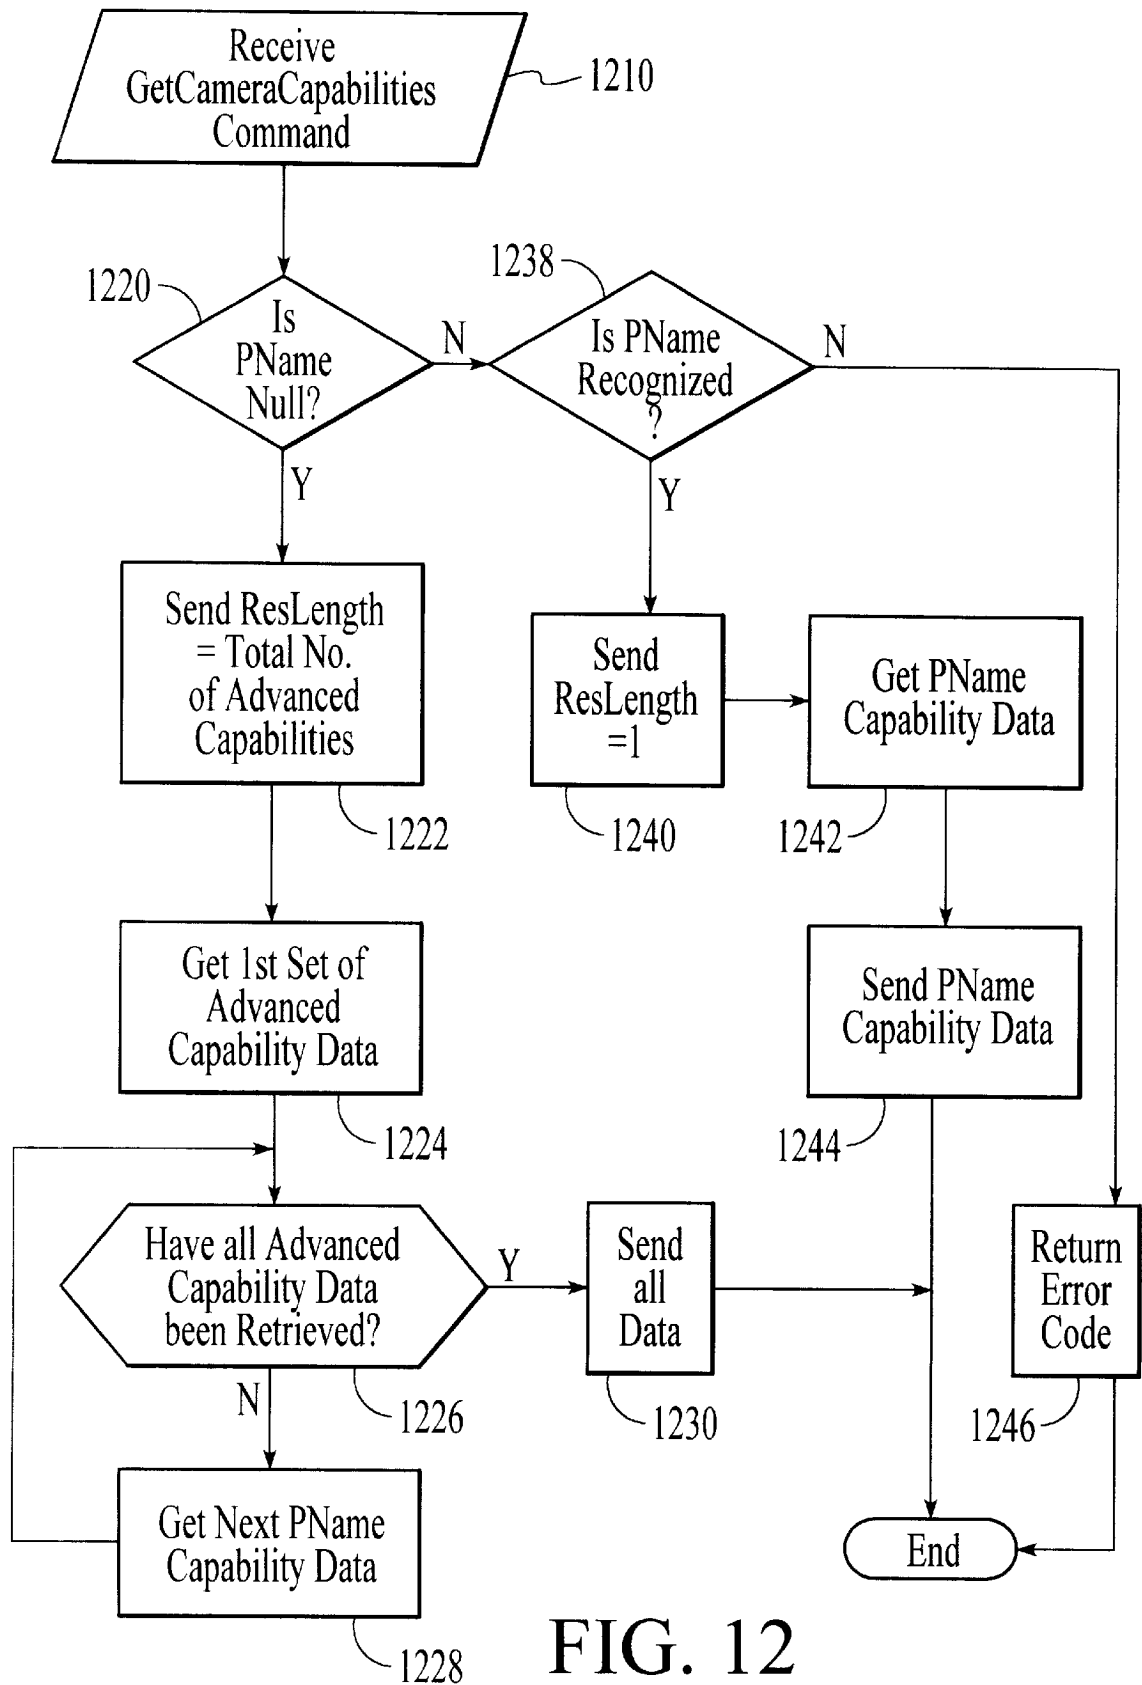 Receive
GetCameraCapabilities
Command
1210
1220
Is
PName
Null?
N
Y
1238
Is PName
Recognized
?
N
Y
Send ResLength
= Total No.
of Advanced
Capabilities
1222
Send
ResLength
=1
1240
Get PName
Capability Data
1242
Get 1st Set of
Advanced
Capability Data
1224
Send PName
Capability Data
1244
Have all Advanced
Capability Data
been Retrieved?
Y
N
1226
Send
all
Data
1230
Return
Error
Code
1246
Get Next PName
Capability Data
1228
End
FIG. 12